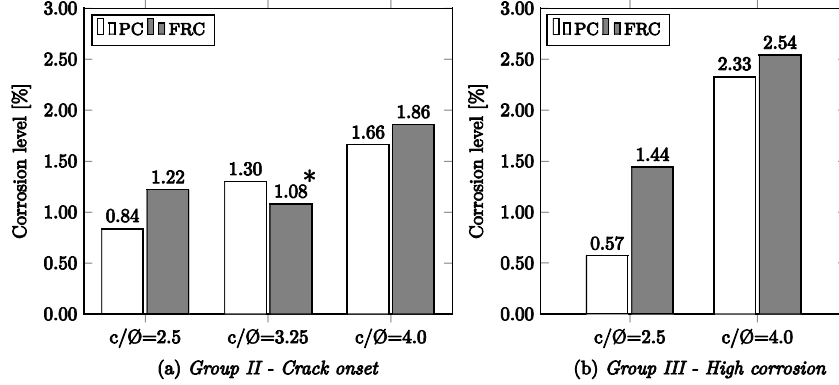 3.00
2.50
2.00
1.50
1.00
0.50
0.00
Corrosion level [%]
PC FRC
0.84
1.22
1.30
1.08
*
1.66
1.86
c/Ø=2.5
c/Ø=3.25
c/Ø=4.0
(a) Group II - Crack onset
3.00
2.50
2.00
1.50
1.00
0.50
0.00
Corrosion level [%]
PC FRC
0.57
1.44
2.33
2.54
c/Ø=2.5
c/Ø=4.0
(b) Group III - High corrosion